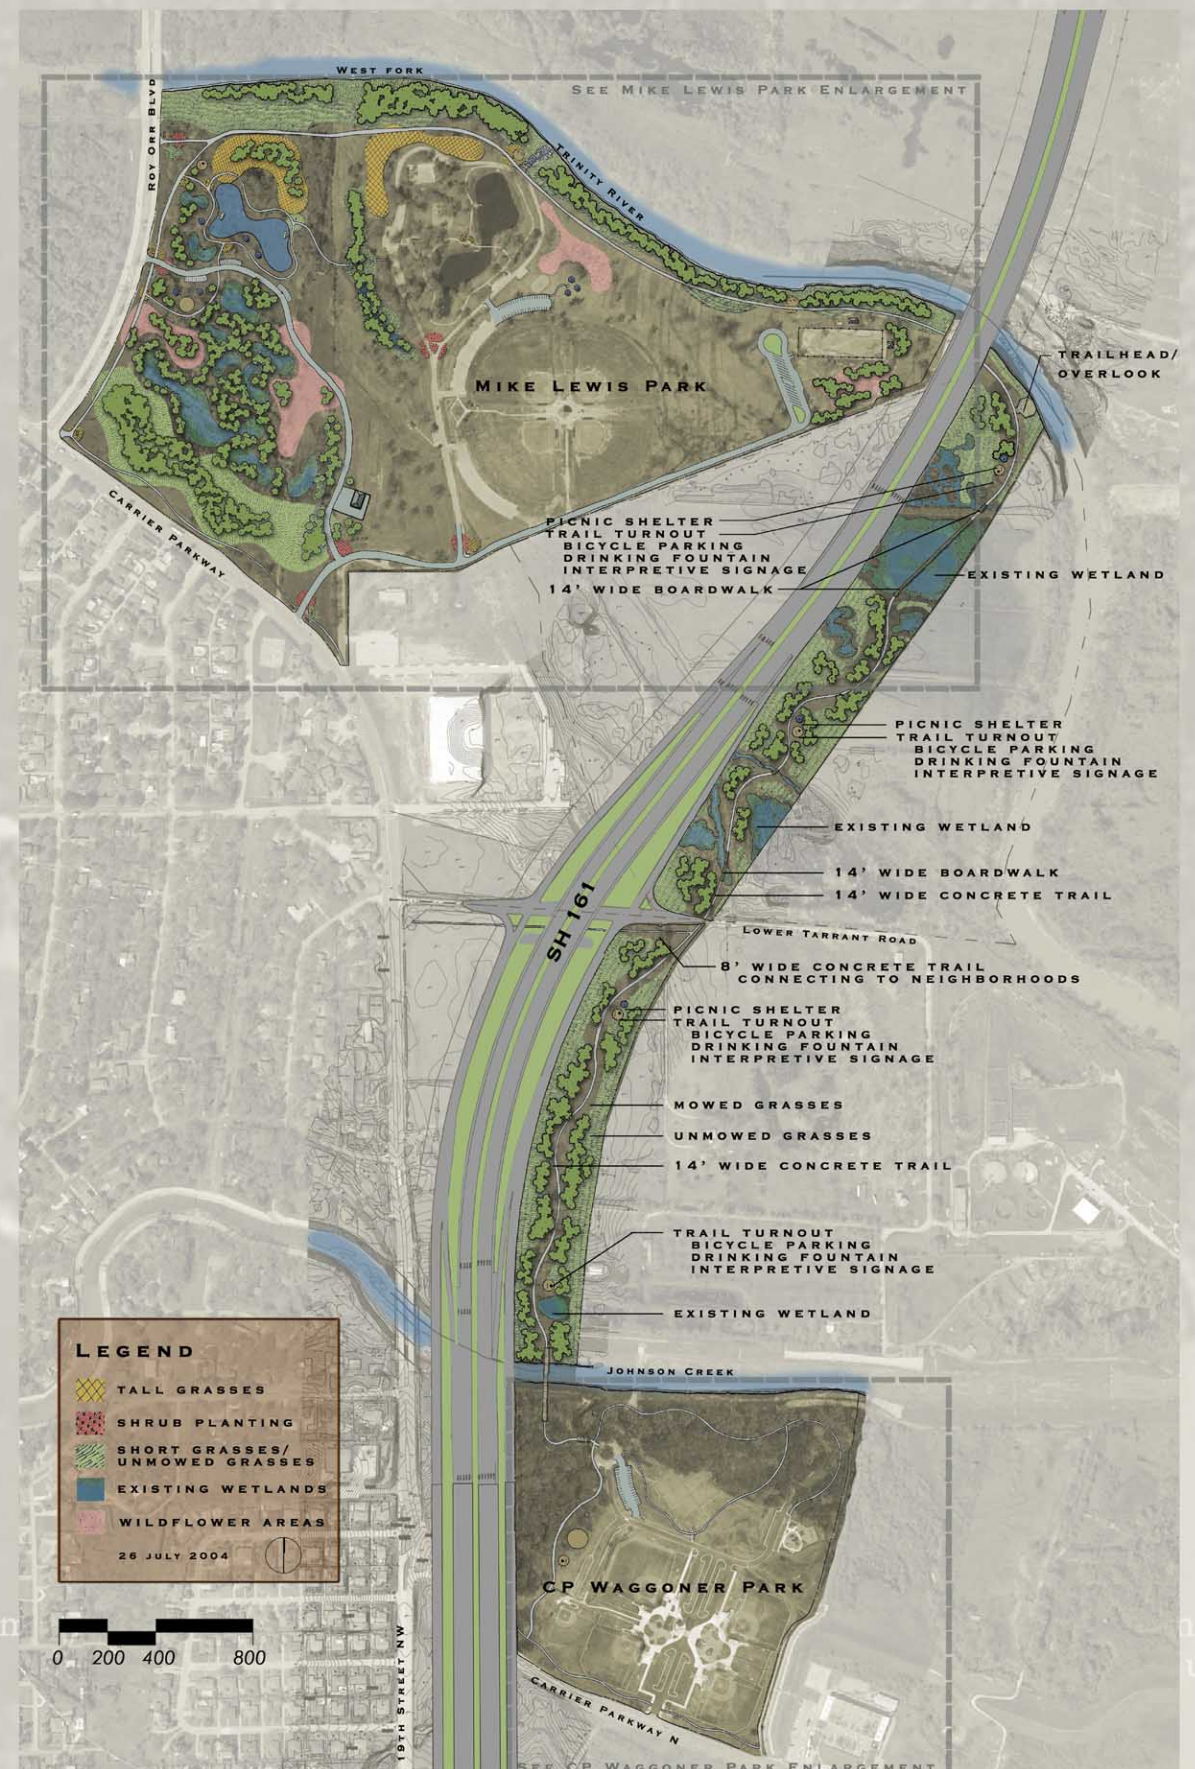 WEST FORK
SEE MIKE LEWIS PARK ENLARGEMENT
ROY ORR BLVD
TRINITY RIVER
TRAILHEAD/
OVERLOOK
MIKE LEWIS PARK
CARRIER PARKWAY
PICNIC SHELTER
TRAIL TURNOUT
BICYCLE PARKING
DRINKING FOUNTAIN
INTERPRETIVE SIGNAGE
14' WIDE BOARDWALK
EXISTING WETLAND
PICNIC SHELTER
TRAIL TURNOUT
BICYCLE PARKING
DRINKING FOUNTAIN
INTERPRETIVE SIGNAGE
EXISTING WETLAND
14' WIDE BOARDWALK
14' WIDE CONCRETE TRAIL
SH 161
LOWER TARRANT ROAD
8' WIDE CONCRETE TRAIL
CONNECTING TO NEIGHBORHOODS
PICNIC SHELTER
TRAIL TURNOUT
BICYCLE PARKING
DRINKING FOUNTAIN
INTERPRETIVE SIGNAGE
MOWED GRASSES
UNMOWED GRASSES
14' WIDE CONCRETE TRAIL
TRAIL TURNOUT
BICYCLE PARKING
DRINKING FOUNTAIN
INTERPRETIVE SIGNAGE
EXISTING WETLAND
JOHNSON CREEK
LEGEND
TALL GRASSES
SHRUB PLANTING
SHORT GRASSES/
UNMOWED GRASSES
EXISTING WETLANDS
WILDFLOWER AREAS
26 JULY 2004
CP WAGGONER PARK
0 200 400 800
19TH STREET NW
CARRIER PARKWAY N
SEE CP WAGGONER PARK ENLARGEMENT